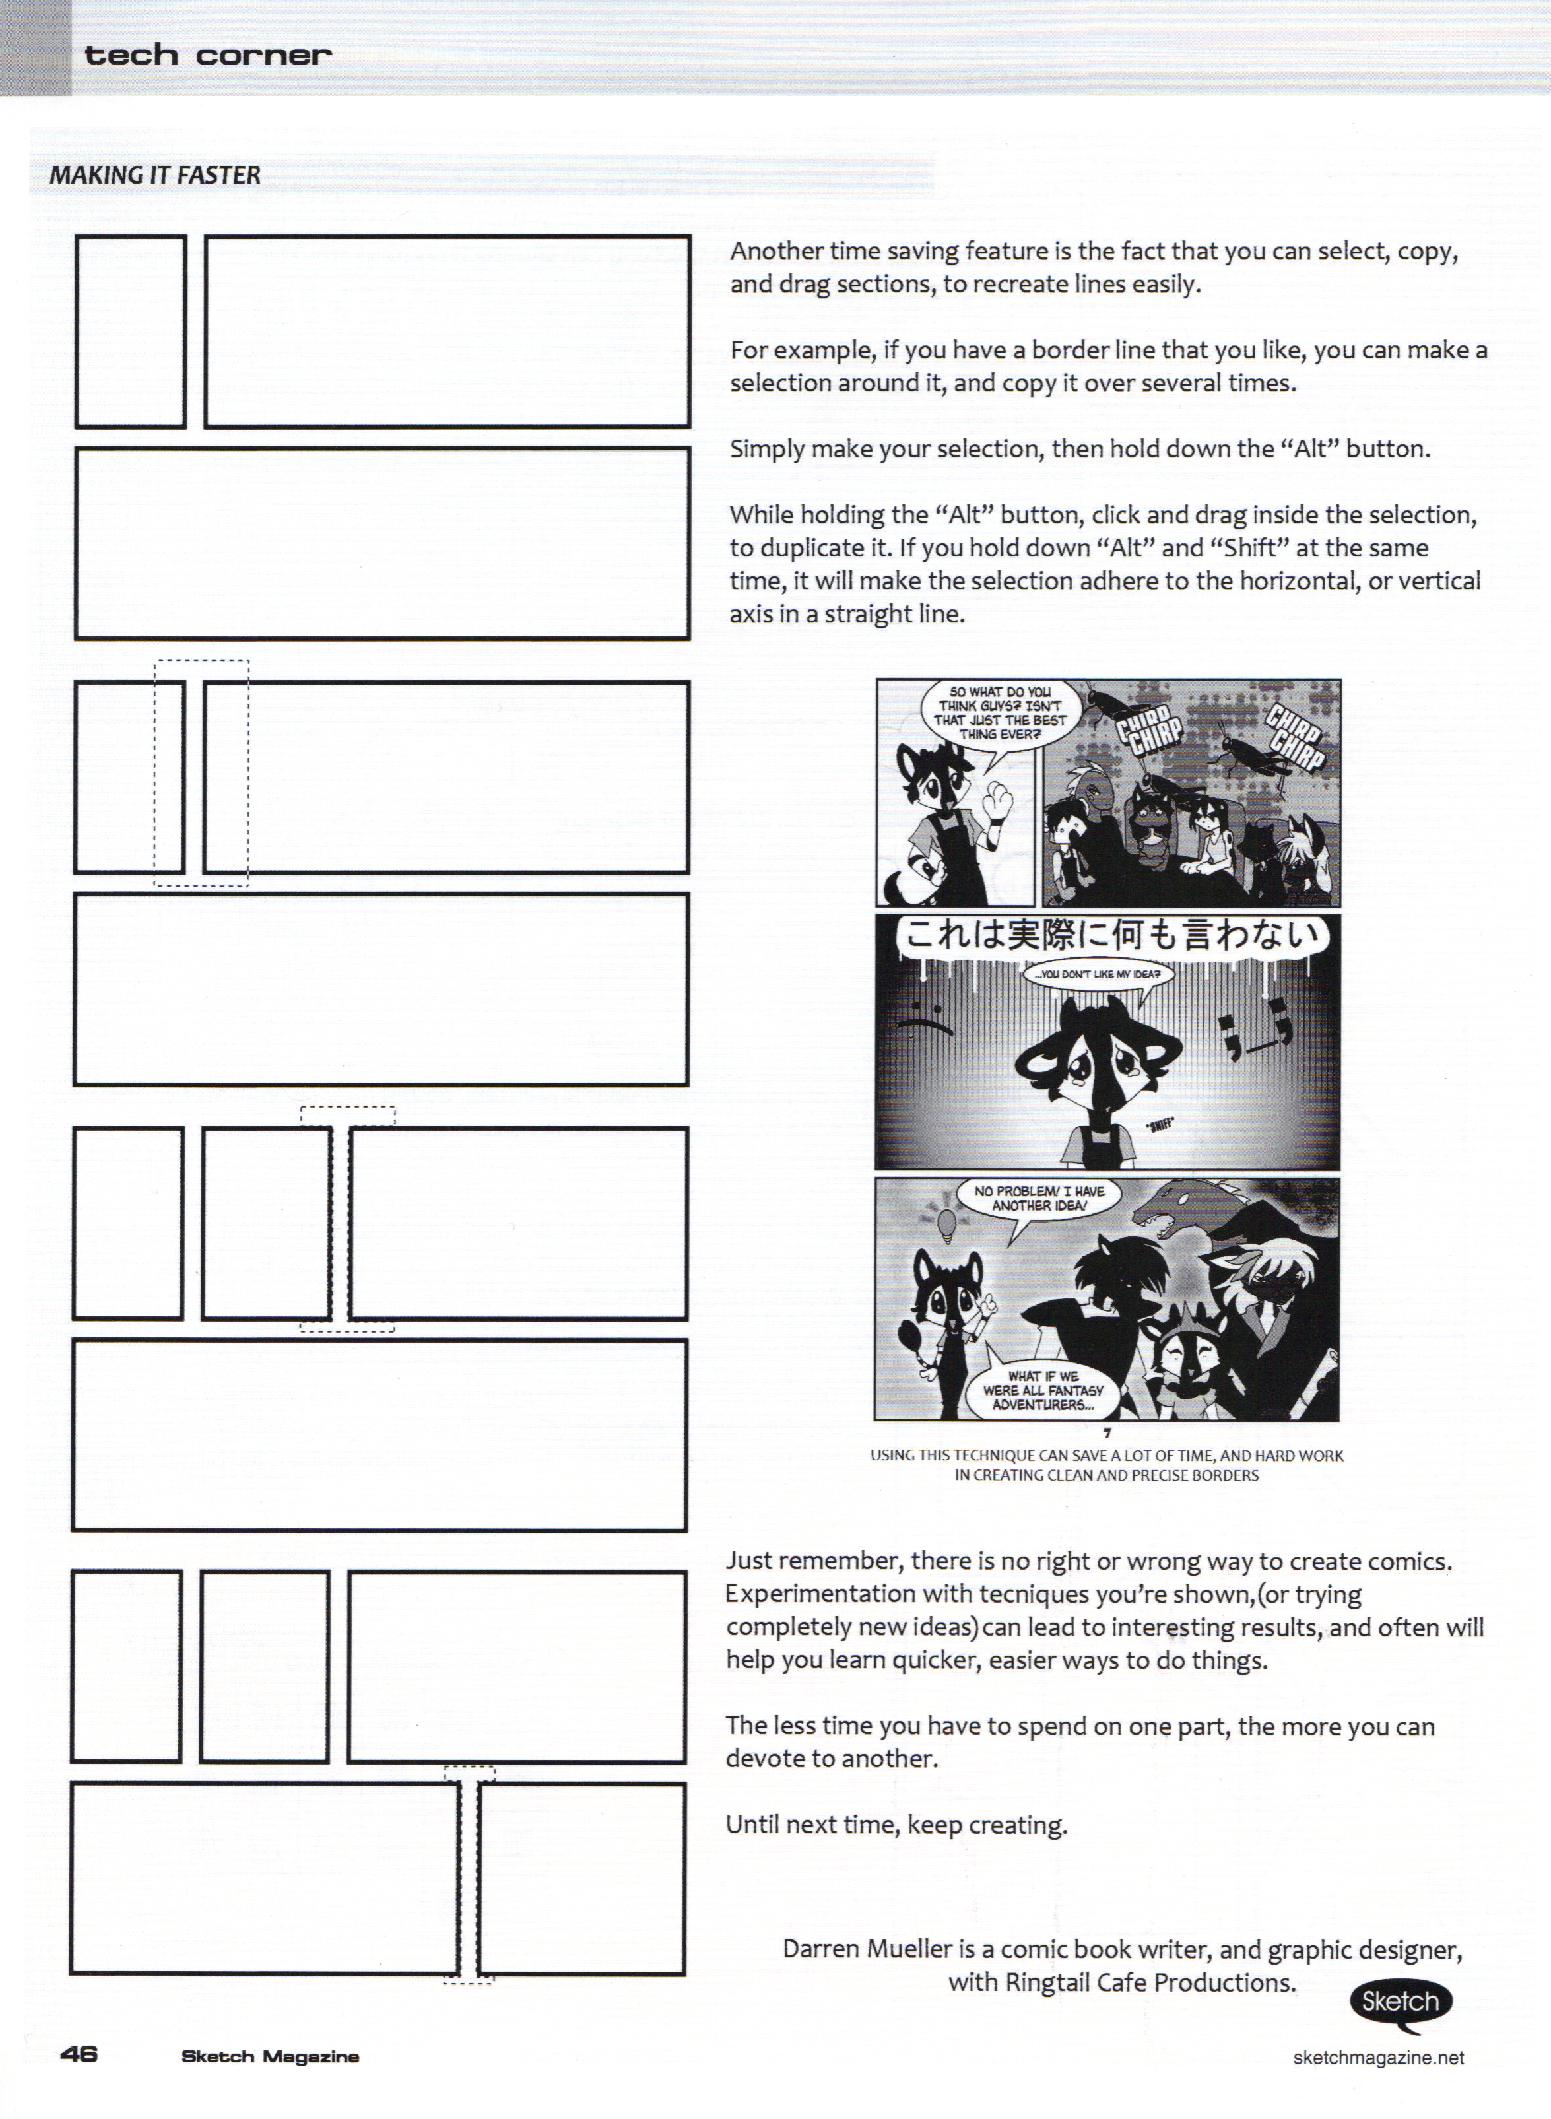 tech corner
MAKING IT FASTER
Another time saving feature is the fact that you can select, copy,
and drag sections, to recreate lines easily.
For example, if you have a border line that you like, you can make a
selection around it, and copy it over several times.
Simply make your selection, then hold down the “Alt” button.
While holding the “Alt” button, click and drag inside the selection,
to duplicate it. If you hold down “Alt” and “Shift” at the same
time, it will make the selection adhere to the horizontal, or vertical
axis in a straight line.
SO WHAT DO YOU
THINK GUYS? ISN'T
THAT JUST THE BEST
THING EVER?
CHIRP
CHIRP
CHIRP
CHIRP
これは実際に何も言わない
...YOU DON'T LIKE MY IDEA?
;_;
*SNIFF*
NO PROBLEM! I HAVE
ANOTHER IDEA!
WHAT IF WE
WERE ALL FANTASY
ADVENTURERS...
7
USING THIS TECHNIQUE CAN SAVE A LOT OF TIME, AND HARD WORK
IN CREATING CLEAN AND PRECISE BORDERS
Just remember, there is no right or wrong way to create comics.
Experimentation with tecniques you’re shown,(or trying
completely new ideas)can lead to interesting results, and often will
help you learn quicker, easier ways to do things.
The less time you have to spend on one part, the more you can
devote to another.
Until next time, keep creating.
Darren Mueller is a comic book writer, and graphic designer,
with Ringtail Cafe Productions.
Sketch
46 Sketch Magazine
sketchmagazine.net